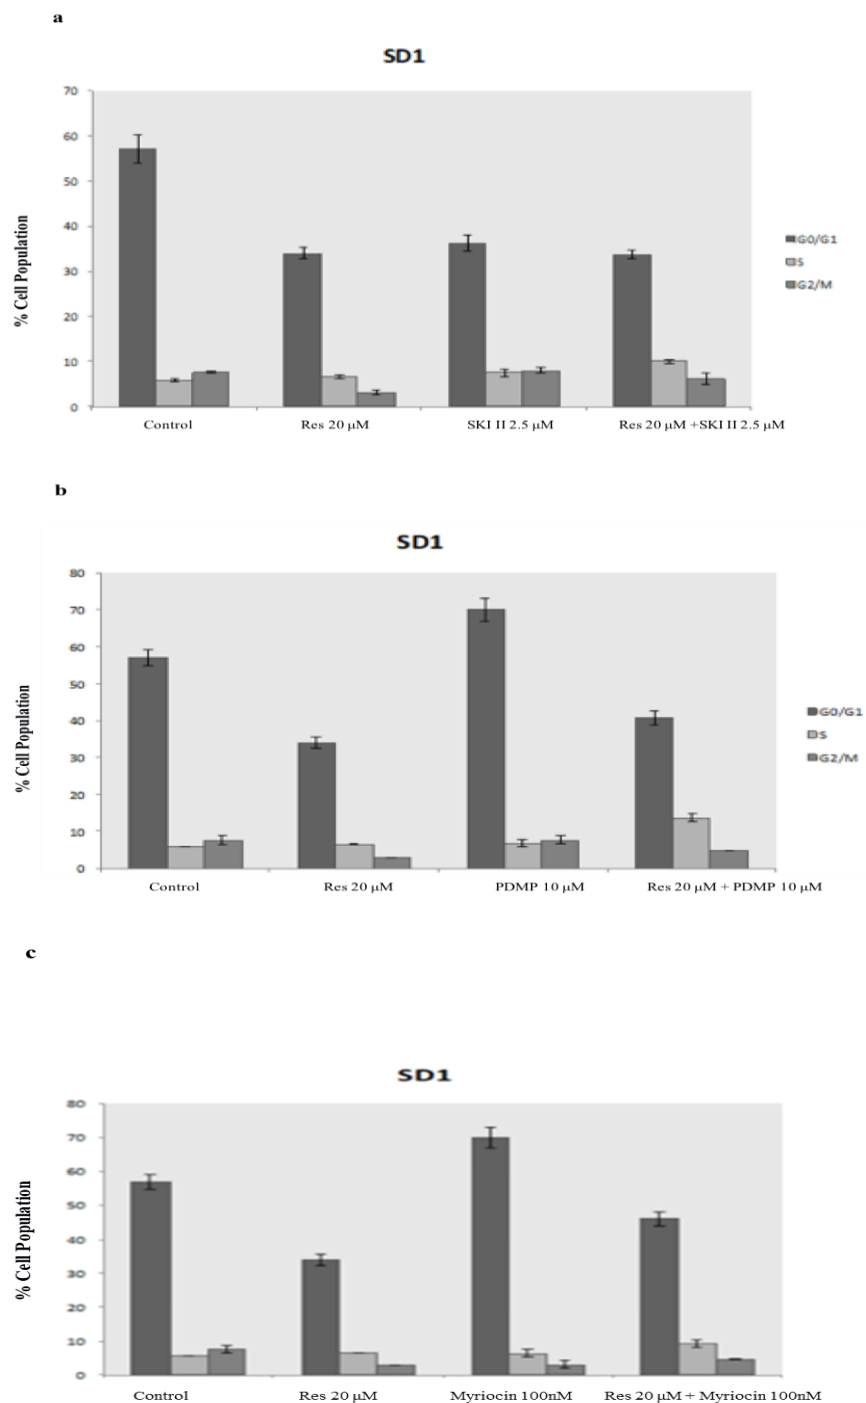 a
SD1
70
60
50
40
30
20
10
0
% Cell Population
G0/G1
S
G2/M
Control
Res 20 µM
SKI II 2.5 µM
Res 20 µM +SKI II 2.5 µM
b
SD1
80
70
60
50
40
30
20
10
0
% Cell Population
G0/G1
S
G2/M
Control
Res 20 µM
PDMP 10 µM
Res 20 µM + PDMP 10 µM
c
SD1
80
70
60
50
40
30
20
10
0
% Cell Population
Control
Res 20 µM
Myriocin 100nM
Res 20 µM + Myriocin 100nM